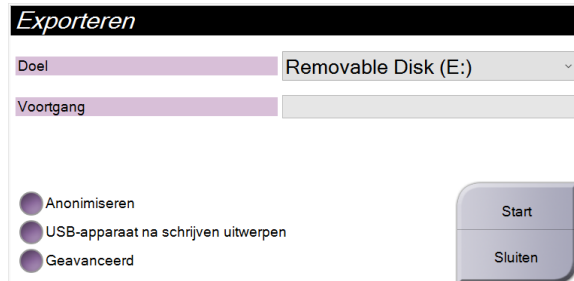 Exporteren
Doel
Removable Disk (E:)
Voortgang
Anonimiseren
USB-apparaat na schrijven uitwerpen
Geavanceerd
Start
Sluiten